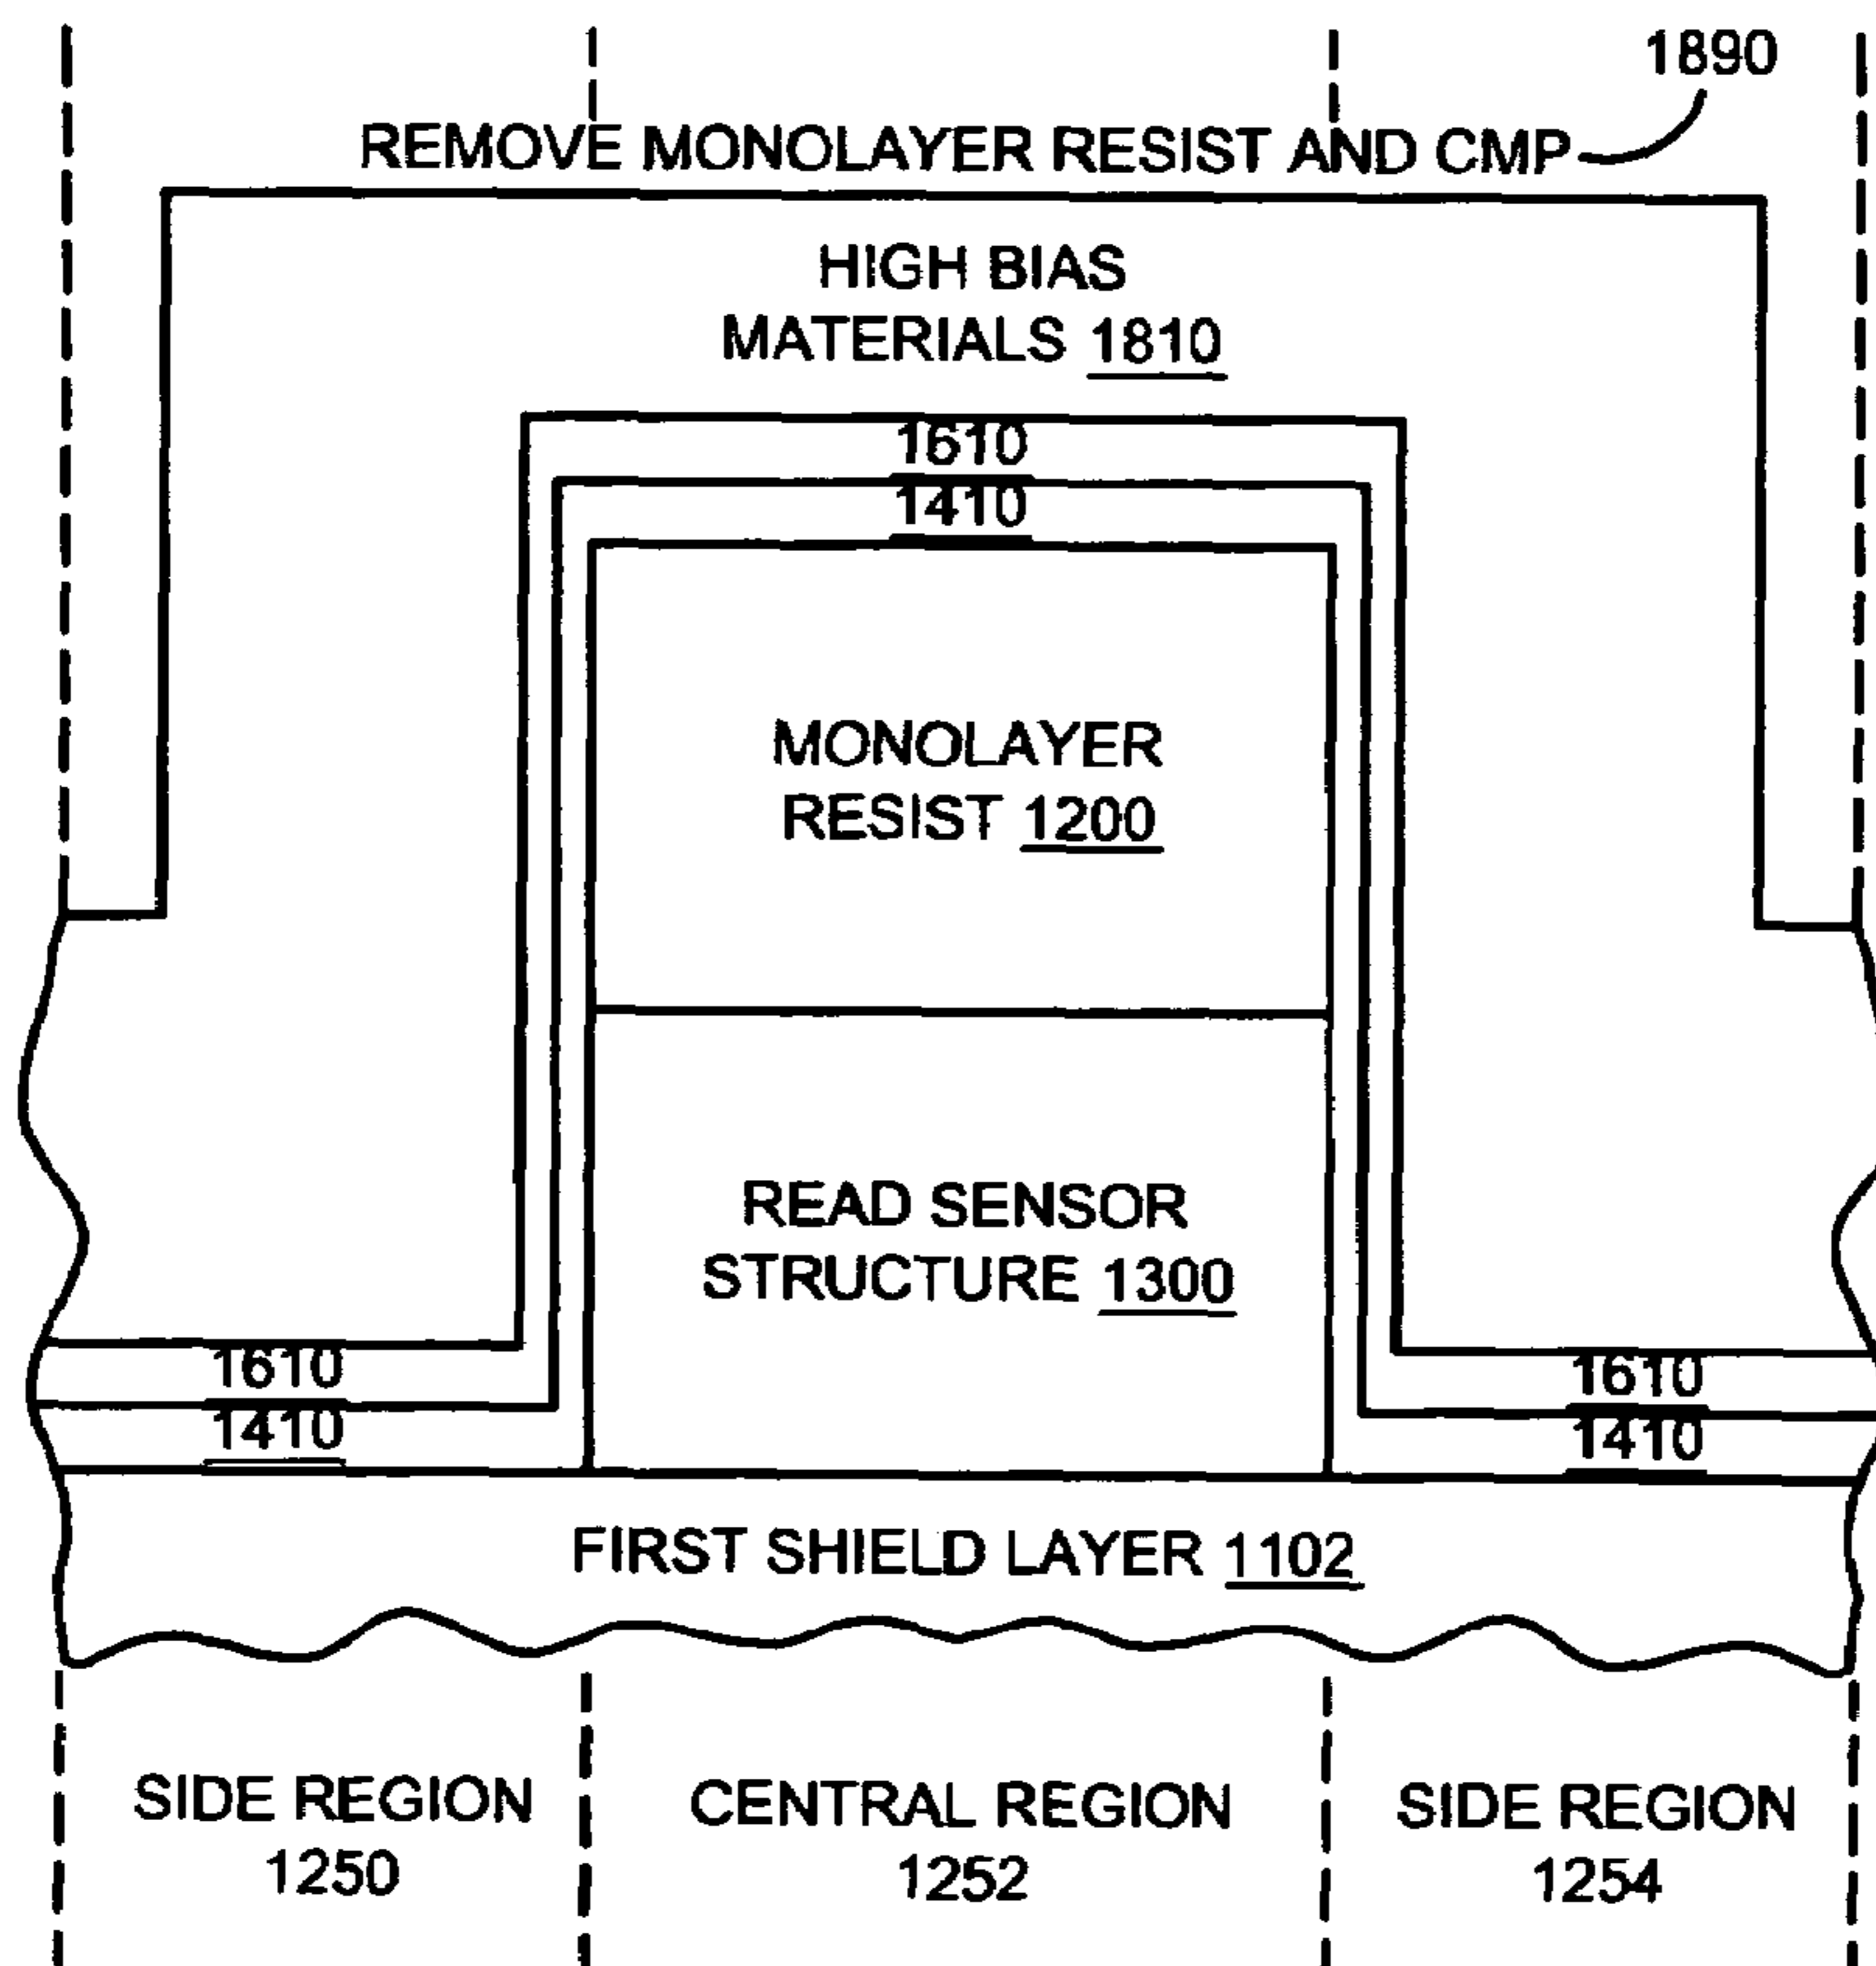 1890
REMOVE MONOLAYER RESIST AND CMP
HIGH BIAS
MATERIALS 1810
1610
1410
MONOLAYER
RESIST 1200
READ SENSOR
STRUCTURE 1300
1610
1610
1410
1410
FIRST SHIELD LAYER 1102
SIDE REGION
1250
CENTRAL REGION
1252
SIDE REGION
1254